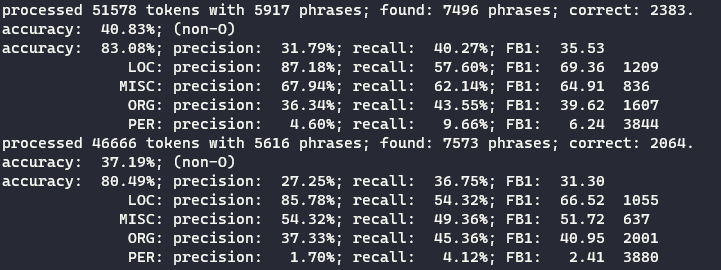 processed 51578 tokens with 5917 phrases; found: 7496 phrases; correct: 2383.
accuracy:  40.83%; (non-O)
accuracy:  83.08%; precision:  31.79%; recall:  40.27%; FB1:  35.53
              LOC: precision:  87.18%; recall:  57.60%; FB1:  69.36  1209
             MISC: precision:  67.94%; recall:  62.14%; FB1:  64.91  836
              ORG: precision:  36.34%; recall:  43.55%; FB1:  39.62  1607
              PER: precision:   4.60%; recall:   9.66%; FB1:   6.24  3844
processed 46666 tokens with 5616 phrases; found: 7573 phrases; correct: 2064.
accuracy:  37.19%; (non-O)
accuracy:  80.49%; precision:  27.25%; recall:  36.75%; FB1:  31.30
              LOC: precision:  85.78%; recall:  54.32%; FB1:  66.52  1055
             MISC: precision:  54.32%; recall:  49.36%; FB1:  51.72  637
              ORG: precision:  37.33%; recall:  45.36%; FB1:  40.95  2001
              PER: precision:   1.70%; recall:   4.12%; FB1:   2.41  3880